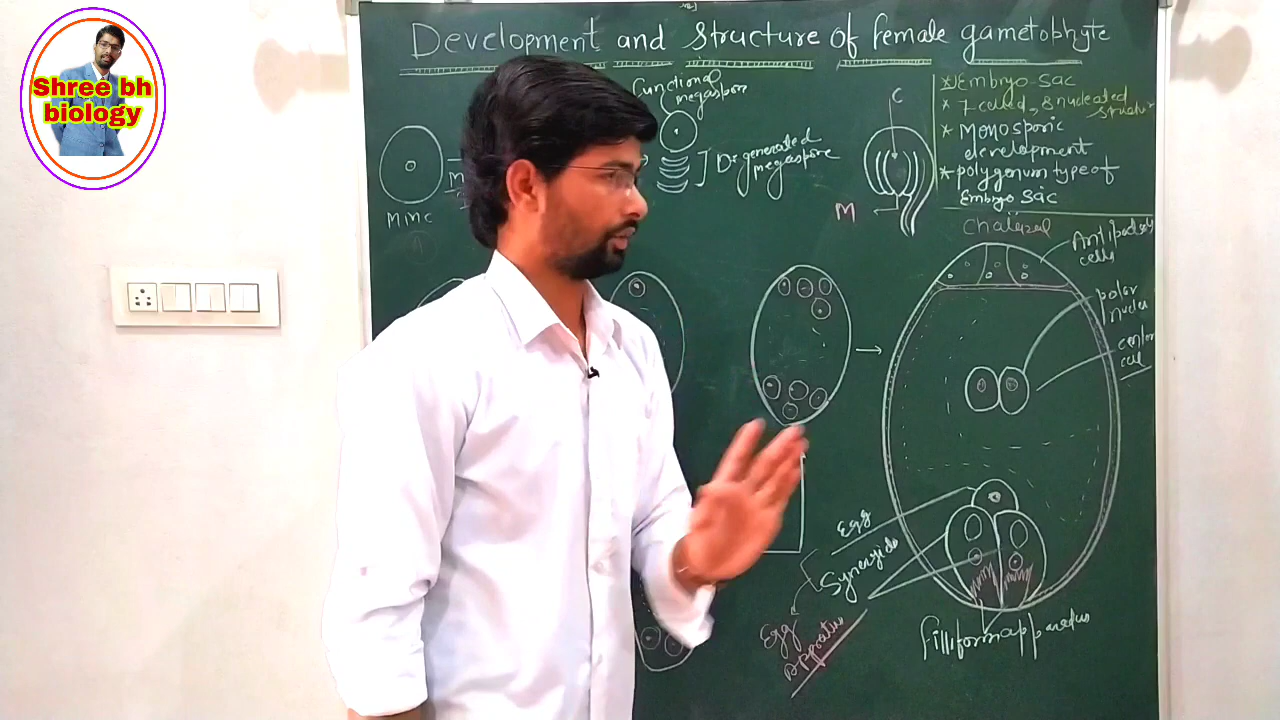 Shree bh
biology
Development and structure of female gametophyte
Functional
megaspore
Degenerated
megaspore
MMC
C
M
Embryo sac
* 7 celled, 8 nucleated
structure
* Monosporic
development
* polygonum type of
Embryo sac
Chalazal
Antipodal
cells
polar
nuclei
center
cell
Egg
Synergids
Egg
Apparatus
Filliform apparatus